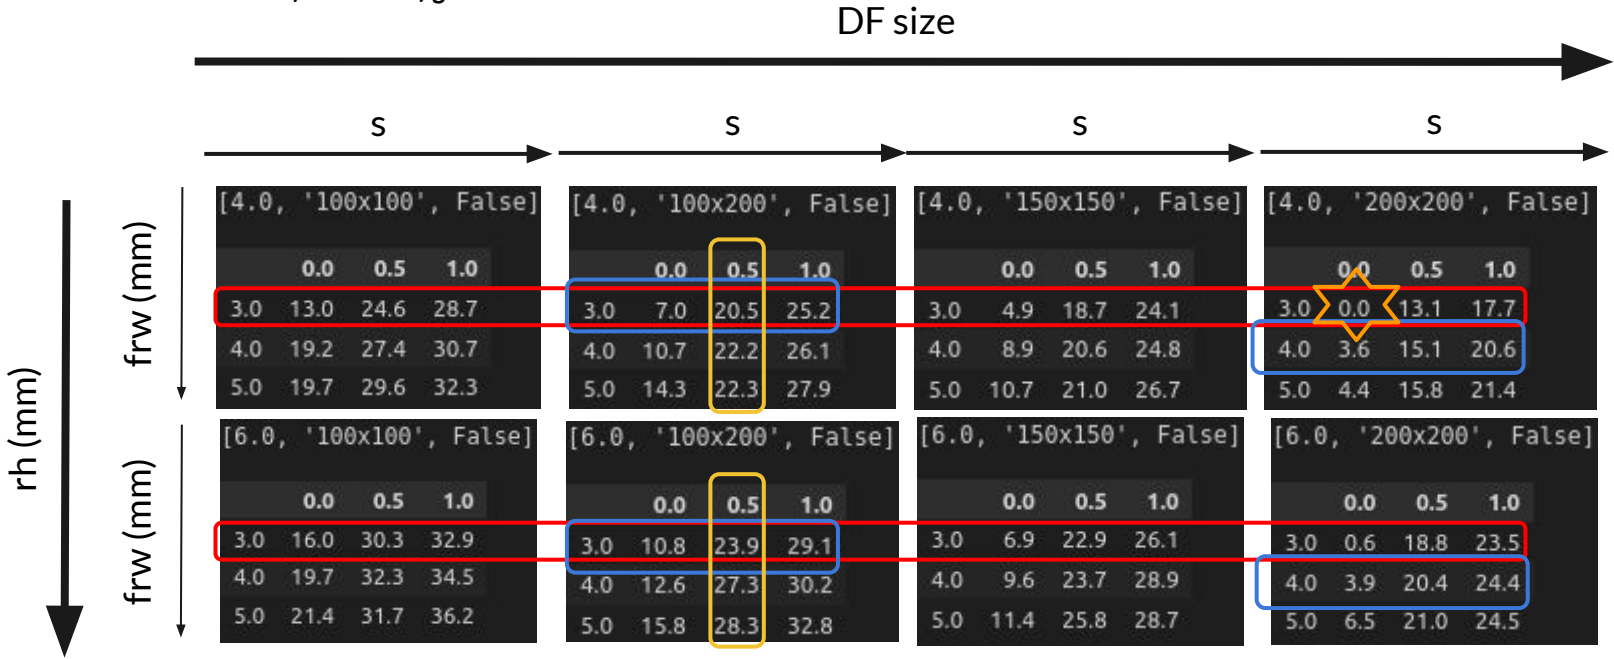 DF size
s s s s
rh (mm)
frw (mm)
[4.0, '100x100', False]
0.0 0.5 1.0
3.0 13.0 24.6 28.7
4.0 19.2 27.4 30.7
5.0 19.7 29.6 32.3
[4.0, '100x200', False]
0.0 0.5 1.0
3.0 7.0 20.5 25.2
4.0 10.7 22.2 26.1
5.0 14.3 22.3 27.9
[4.0, '150x150', False]
0.0 0.5 1.0
3.0 4.9 18.7 24.1
4.0 8.9 20.6 24.8
5.0 10.7 21.0 26.7
[4.0, '200x200', False]
0.0 0.5 1.0
3.0 0.0 13.1 17.7
4.0 3.6 15.1 20.6
5.0 4.4 15.8 21.4
frw (mm)
[6.0, '100x100', False]
0.0 0.5 1.0
3.0 16.0 30.3 32.9
4.0 19.7 32.3 34.5
5.0 21.4 31.7 36.2
[6.0, '100x200', False]
0.0 0.5 1.0
3.0 10.8 23.9 29.1
4.0 12.6 27.3 30.2
5.0 15.8 28.3 32.8
[6.0, '150x150', False]
0.0 0.5 1.0
3.0 6.9 22.9 26.1
4.0 9.6 23.7 28.9
5.0 11.4 25.8 28.7
[6.0, '200x200', False]
0.0 0.5 1.0
3.0 0.6 18.8 23.5
4.0 3.9 20.4 24.4
5.0 6.5 21.0 24.5